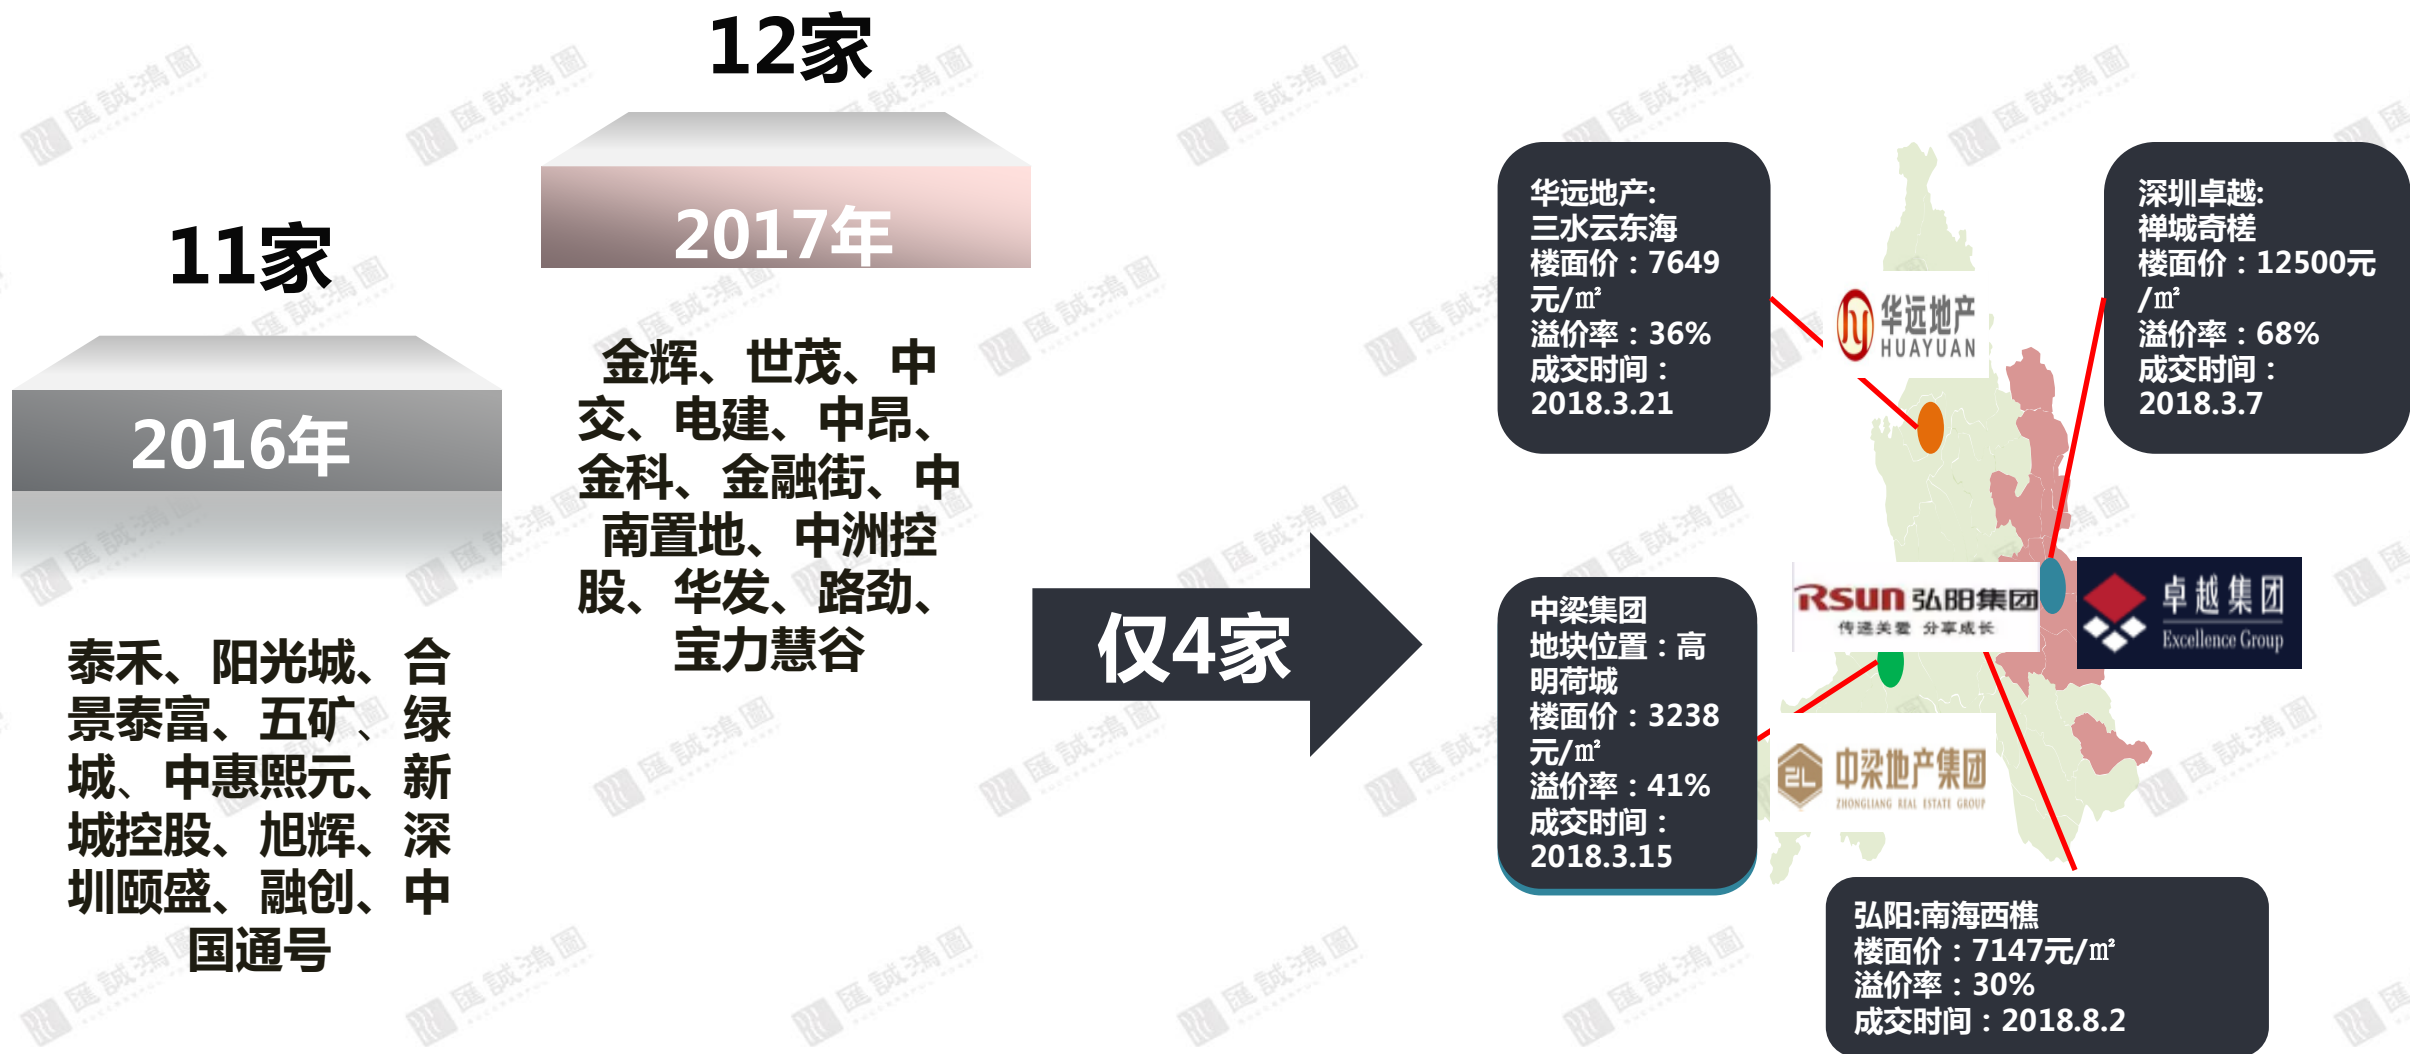 12家
2017年
11家
2016年
金辉、世茂、中
交、电建、中昂、
金科、金融街、中
南置地、中洲控
股、华发、路劲、
宝力慧谷
泰禾、阳光城、合
景泰富、五矿、绿
城、中惠熙元、新
城控股、旭辉、深
圳颐盛、融创、中
国通号
仅4家
华远地产:
三水云东海
楼面价：7649
元/㎡
溢价率：36%
成交时间：
2018.3.21
华远地产
HUAYUAN
深圳卓越:
禅城奇槎
楼面价：12500元
/㎡
溢价率：68%
成交时间：
2018.3.7
中梁集团
地块位置：高
明荷城
楼面价：3238
元/㎡
溢价率：41%
成交时间：
2018.3.15
Rsun 弘阳集团
传递关爱 分享成长
卓越集团
Excellence Group
中梁地产集团
ZHONGLIANG REAL ESTATE GROUP
弘阳:南海西樵
楼面价：7147元/㎡
溢价率：30%
成交时间：2018.8.2
匯誠鴻圖